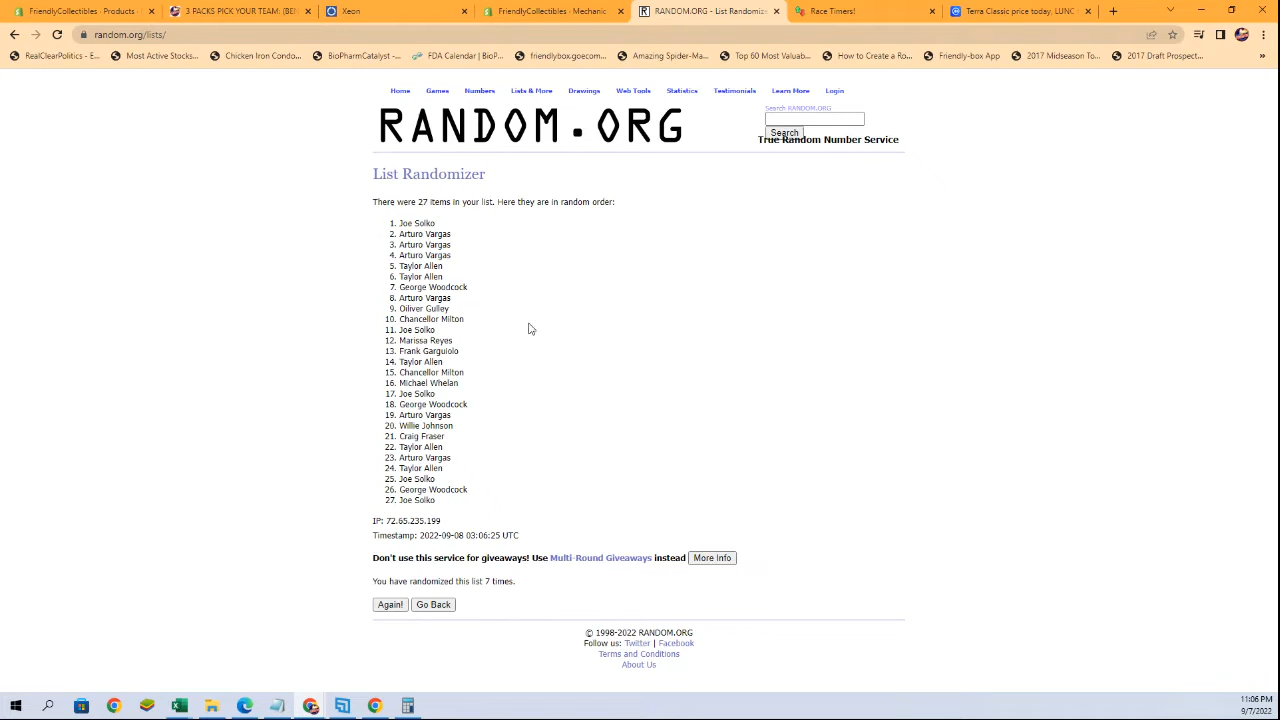 FriendlyKicks: Products ·
3 PACKS PICK YOUR TEAM: [BE
Xeon
FriendlyKicks: Products · Mechanic
RANDOM.ORG - List Randomiz
Race Timers!
Terra Classic price today, LUNC
random.org/lists/
RealClearPolitics - E...
Most Active Stocks...
Chicken Iron Condo...
BioPharmCatalyst -...
FDA Calendar | BioP...
friendlybox.goecom...
Amazing Spider-Ma...
Top 60 Most Valuab...
How to Create a Ro...
Friendly-box App
2017 Midseason To...
2017 Draft Prospect...
Home Games Numbers Lists & More Drawings Web Tools Statistics Testimonials Learn More Login
Search RANDOM.ORG
RANDOM.ORG
Search
True Random Number Service
List Randomizer
There were 27 items in your list. Here they are in random order:
1. Joe Solko
2. Arturo Vargas
3. Arturo Vargas
4. Arturo Vargas
5. Taylor Allen
6. Taylor Allen
7. George Woodcock
8. Arturo Vargas
9. Oiliver Gulley
10. Chancellor Milton
11. Joe Solko
12. Marissa Reyes
13. Frank Garguiolo
14. Taylor Allen
15. Chancellor Milton
16. Michael Whelan
17. Joe Solko
18. George Woodcock
19. Arturo Vargas
20. Willie Johnson
21. Craig Fraser
22. Taylor Allen
23. Arturo Vargas
24. Taylor Allen
25. Joe Solko
26. George Woodcock
27. Joe Solko
IP: 72.65.235.199
Timestamp: 2022-09-08 03:06:25 UTC
Don't use this service for giveaways! Use Multi-Round Giveaways instead More Info
You have randomized this list 7 times.
Again! Go Back
© 1998-2022 RANDOM.ORG
Follow us: Twitter | Facebook
Terms and Conditions
About Us
11:06 PM
9/7/2022